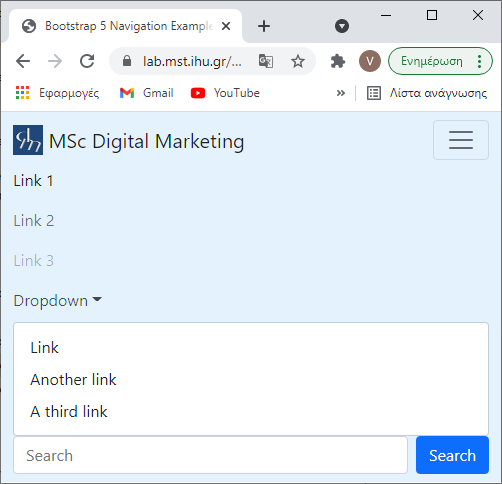 Bootstrap 5 Navigation Example
lab.mst.ihu.gr/...
V
Ενημέρωση
Εφαρμογές
Gmail
YouTube
»
Λίστα ανάγνωσης
MSc Digital Marketing
Link 1
Link 2
Link 3
Dropdown
Link
Another link
A third link
Search
Search